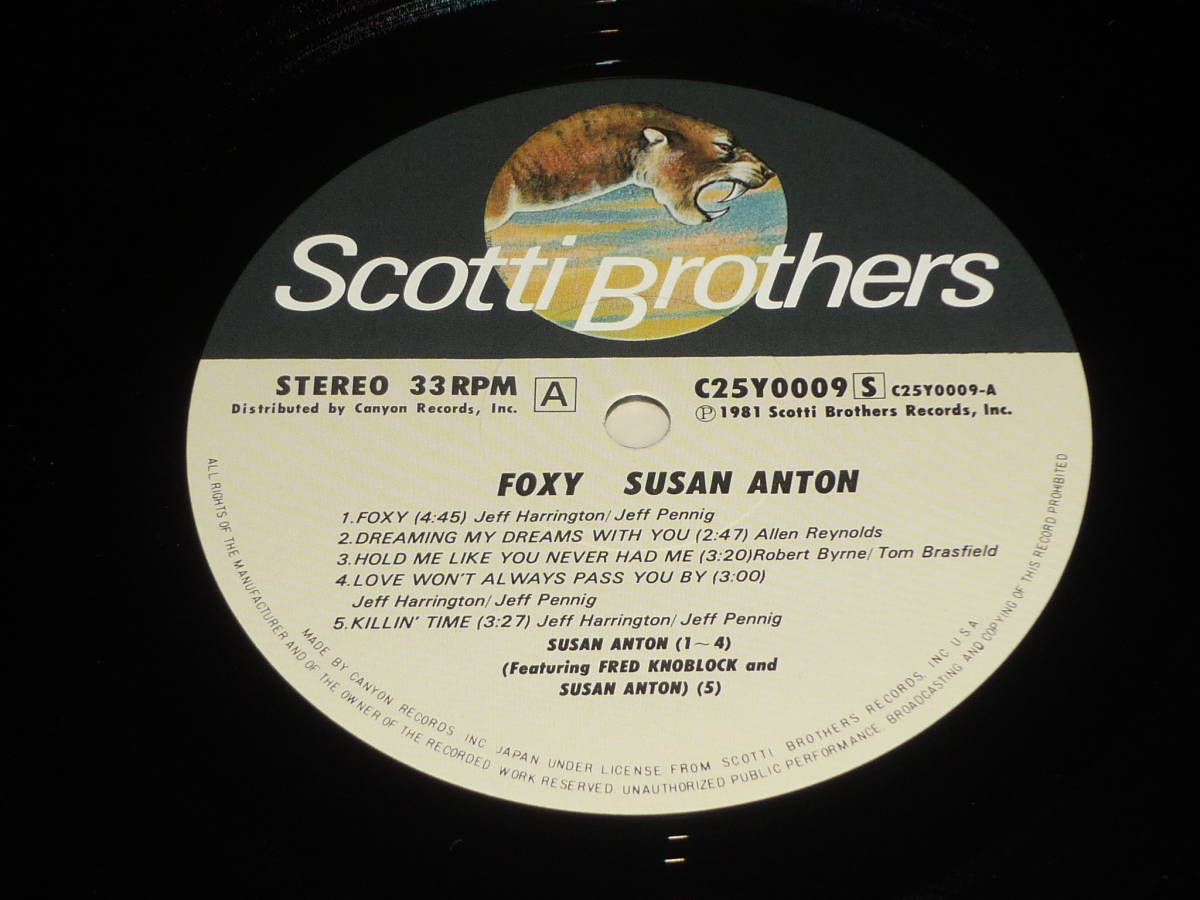 Scotti Brothers
STEREO 33RPM A C25Y0009 S C25Y0009-A
Distributed by Canyon Records, Inc. Ⓟ1981 Scotti Brothers Records, Inc.
FOXY SUSAN ANTON
1.FOXY (4:45) Jeff Harrington/Jeff Pennig
2.DREAMING MY DREAMS WITH YOU (2:47) Allen Reynolds
3.HOLD ME LIKE YOU NEVER HAD ME (3:20)Robert Byrne/Tom Brasfield
4.LOVE WON'T ALWAYS PASS YOU BY (3:00)
Jeff Harrington/Jeff Pennig
5.KILLIN' TIME (3:27) Jeff Harrington/Jeff Pennig
SUSAN ANTON (1~4)
(Featuring FRED KNOBLOCK and
SUSAN ANTON) (5)
MADE BY CANYON RECORDS INC JAPAN UNDER LICENSE FROM SCOTTI BROTHERS RECORDS, INC U.S.A
ALL RIGHTS OF THE MANUFACTURER AND OF THE OWNER OF THE RECORDED WORK RESERVED. UNAUTHORIZED PUBLIC PERFORMANCE, BROADCASTING AND COPYING OF THIS RECORD PROHIBITED